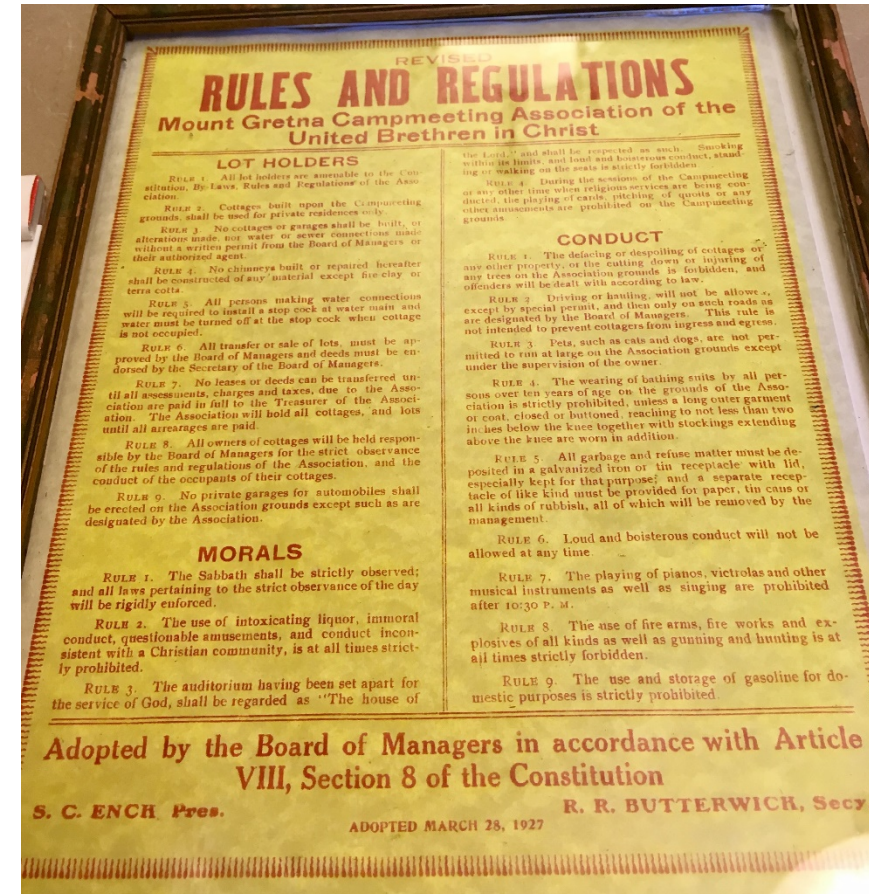 REVISED
RULES AND REGULATIONS
Mount Gretna Campmeeting Association of the
United Brethren in Christ
LOT HOLDERS
RULE 1. All lot holders are amenable to the Con-
stitution, By-Laws, Rules and Regulations of the Asso-
ciation.
RULE 2. Cottages built upon the Campmeeting
grounds, shall be used for private residences only.
RULE 3. No cottages or garages shall be built, or
alterations made, nor water or sewer connections made
without a written permit from the Board of Managers or
their authorized agent.
RULE 4. No chimneys built or repaired hereafter
shall be constructed of any material except fire-clay or
terra cotta.
RULE 5. All persons making water connections
will be required to install a stop cock at water main and
water must be turned off at the stop cock when cottage
is not occupied.
RULE 6. All transfer or sale of lots, must be ap-
proved by the Board of Managers and deeds must be en-
dorsed by the Secretary of the Board of Managers.
RULE 7. No leases or deeds can be transferred un-
til all assessments, charges and taxes, due to the Asso-
ciation are paid in full to the Treasurer of the Associ-
ation. The Association will hold all cottages, and lots
until all arrearages are paid.
RULE 8. All owners of cottages will be held respon-
sible by the Board of Managers for the strict observance
of the rules and regulations of the Association, and the
conduct of the occupants of their cottages.
RULE 9. No private garages for automobiles shall
be erected on the Association grounds except such as are
designated by the Association.
MORALS
RULE 1. The Sabbath shall be strictly observed;
and all laws pertaining to the strict observance of the day
will be rigidly enforced.
RULE 2. The use of intoxicating liquor, immoral
conduct, questionable amusements, and conduct incon-
sistent with a Christian community, is at all times strict-
ly prohibited.
RULE 3. The auditorium having been set apart for
the service of God, shall be regarded as "The house of
the Lord," and shall be respected as such. Smoking
within its limits, and loud and boisterous conduct, stand-
ing or walking on the seats is strictly forbidden.
RULE 4. During the sessions of the Campmeeting
or any other time when religious services are being con-
ducted, the playing of cards, pitching of quoits or any
other amusements are prohibited on the Campmeeting
grounds
CONDUCT
RULE 1. The defacing or despoiling of cottages or
any other property, or the cutting down or injuring of
any trees on the Association grounds is forbidden, and
offenders will be dealt with according to law.
RULE 2 Driving or hauling, will not be allowed,
except by special permit, and then only on such roads as
are designated by the Board of Managers. This rule is
not intended to prevent cottagers from ingress and egress.
RULE 3 Pets, such as cats and dogs, are not per-
mitted to run at large on the Association grounds except
under the supervision of the owner.
RULE 4. The wearing of bathing suits by all per-
sons over ten years of age on the grounds of the Asso-
ciation is strictly prohibited, unless a long outer garment
or coat, closed or buttoned, reaching to not less than two
inches below the knee together with stockings extending
above the knee are worn in addition.
RULE 5. All garbage and refuse matter must be de-
posited in a galvanized iron or tin receptacle with lid,
especially kept for that purpose; and a separate recep-
tacle of like kind must be provided for paper, tin cans or
all kinds of rubbish, all of which will be removed by the
management.
RULE 6. Loud and boisterous conduct will not be
allowed at any time.
RULE 7. The playing of pianos, victrolas and other
musical instruments as well as singing are prohibited
after 10:30 P. M.
RULE 8. The use of fire arms, fire works and ex-
plosives of all kinds as well as gunning and hunting is at
all times strictly forbidden.
RULE 9. The use and storage of gasoline for do-
mestic purposes is strictly prohibited.
Adopted by the Board of Managers in accordance with Article
VIII, Section 8 of the Constitution
S. C. ENCK Pres.
R. R. BUTTERWICH, Secy
ADOPTED MARCH 28, 1927